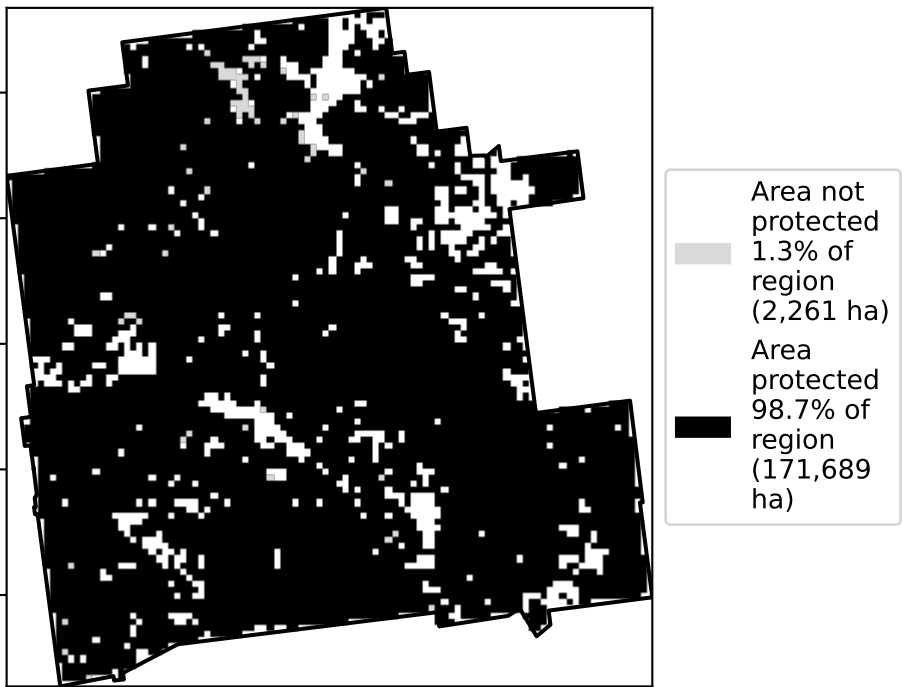 Area not
protected
1.3% of
region
(2,261 ha)
Area
protected
98.7% of
region
(171,689
ha)